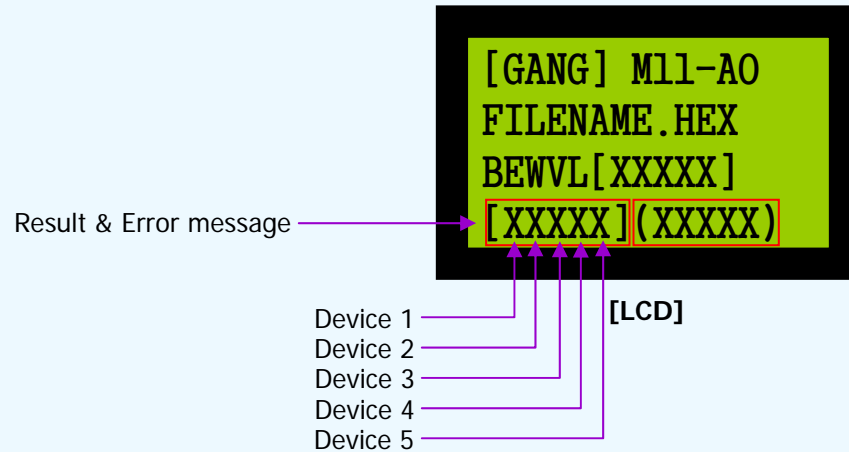 [GANG] M11-A0
FILENAME.HEX
BEWVL[XXXXX]
Result & Error message
[XXXXX](XXXXX)
[LCD]
Device 1
Device 2
Device 3
Device 4
Device 5